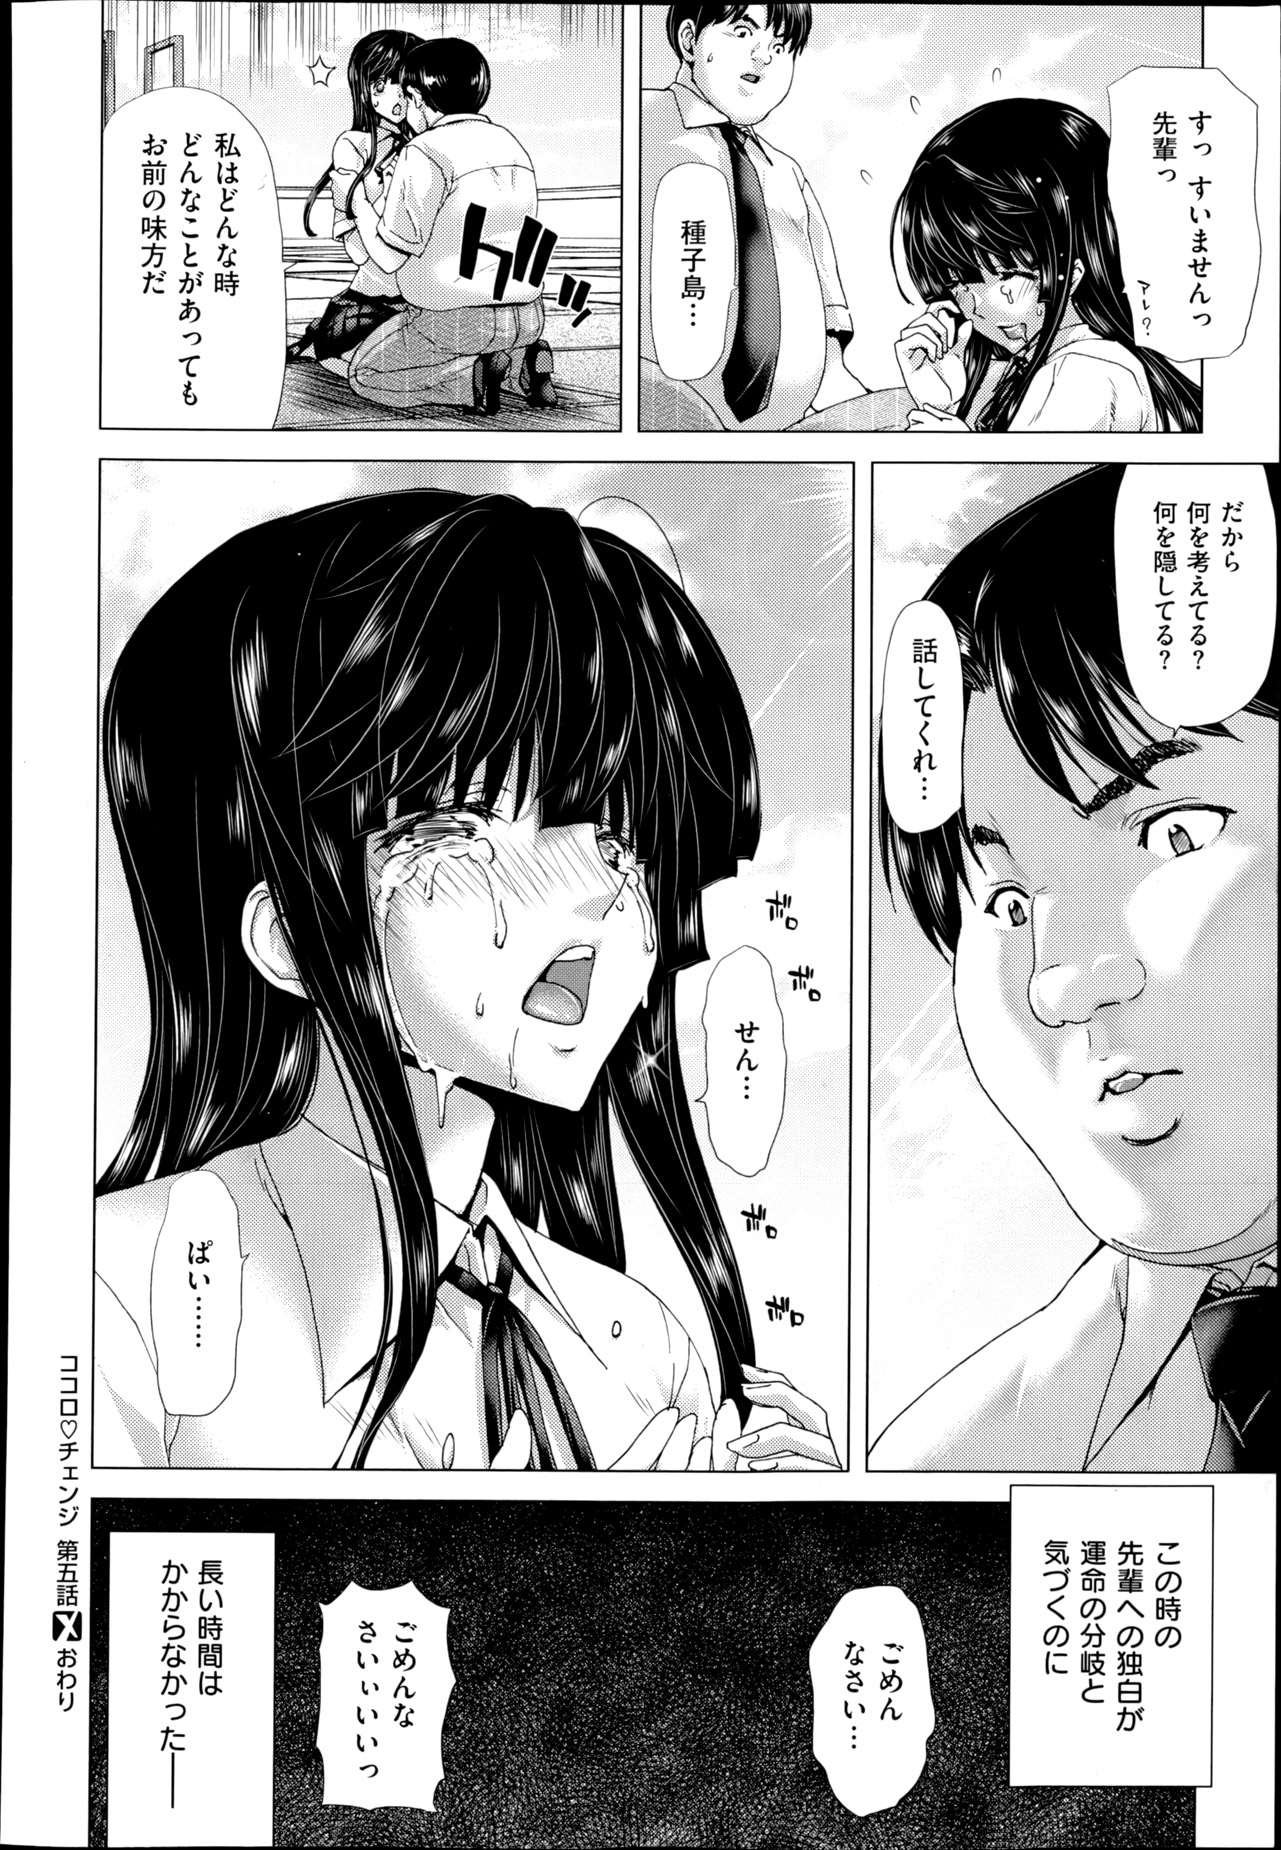 すっ すいませんっ
先輩っ
アレ?
種子島…
ドキッ
私はどんな時
どんなことがあっても
お前の味方だ
だから
何を考えてる?
何を隠してる?
話してくれ…
せん…
ぱい……
ボロ
ボロ
ボロ
ボロ
この時の
先輩への独白が
運命の分岐と
気づくのに
ごめん
なさい…
ごめんな
さいぃぃいっ
長い時間は
かからなかった──
ココロ♡チェンジ 第五話 X おわり